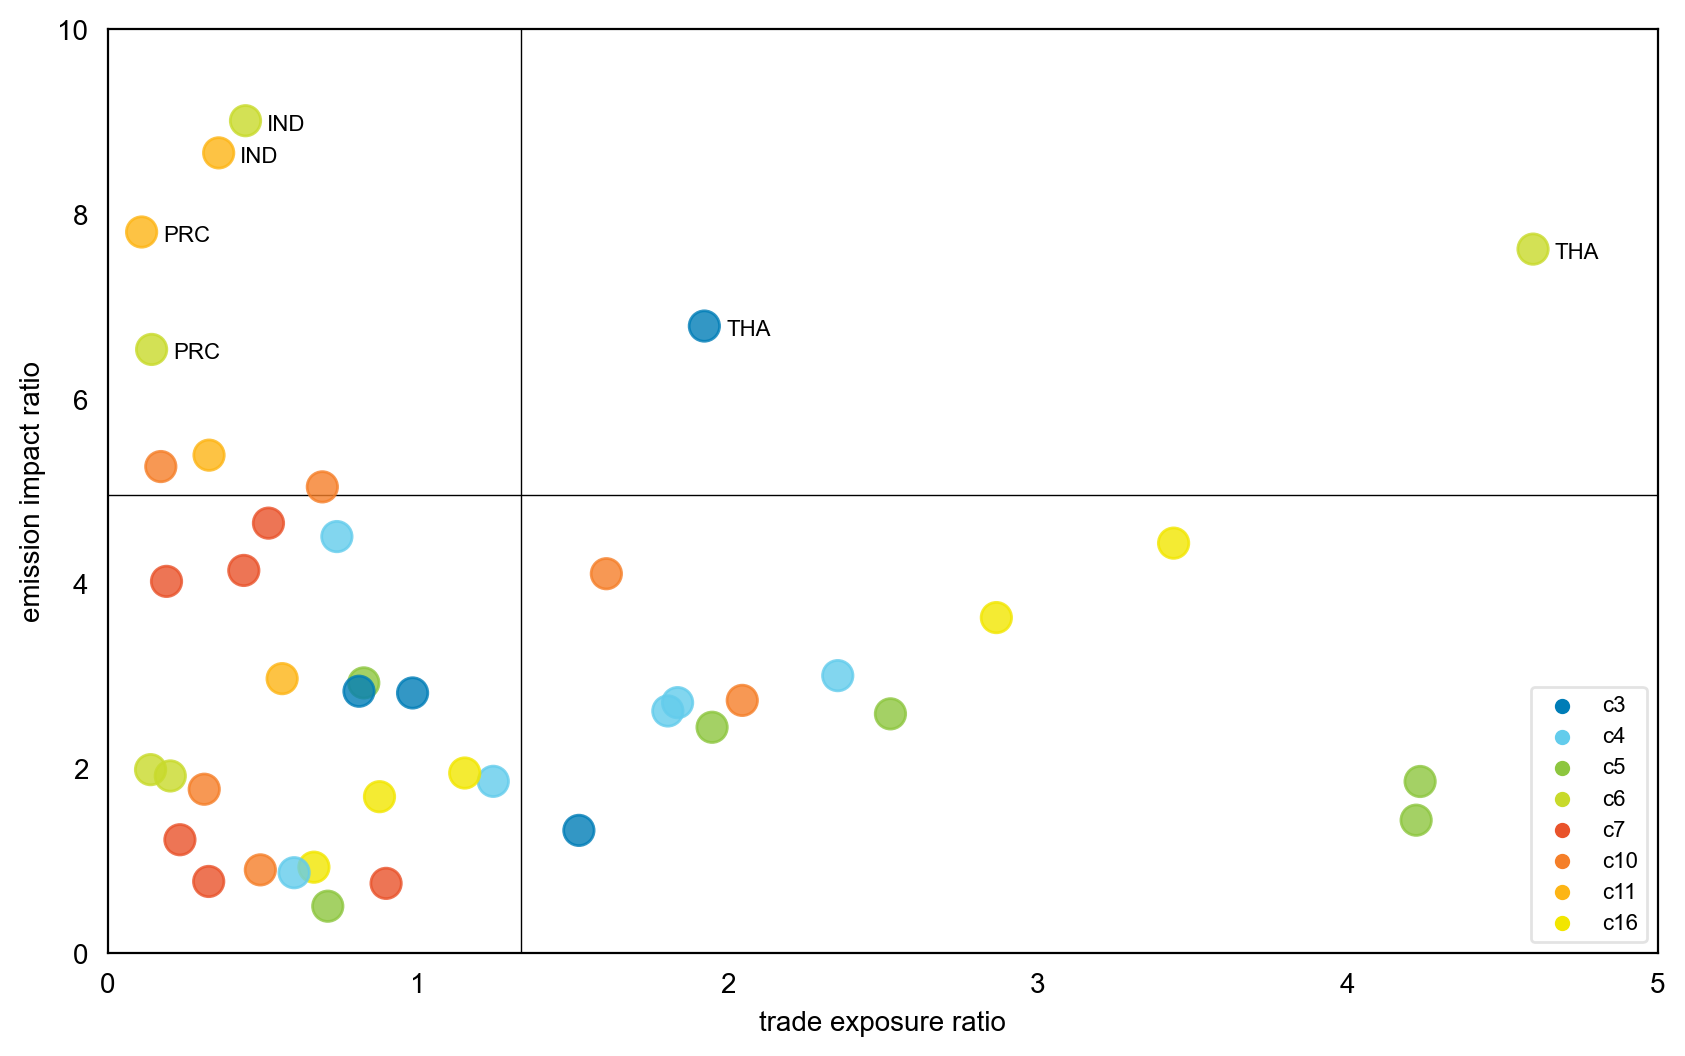 10
8
6
4
2
0
emission impact ratio
IND
IND
PRC
PRC
THA
THA
c3
c4
c5
c6
c7
c10
c11
c16
0 1 2 3 4 5
trade exposure ratio